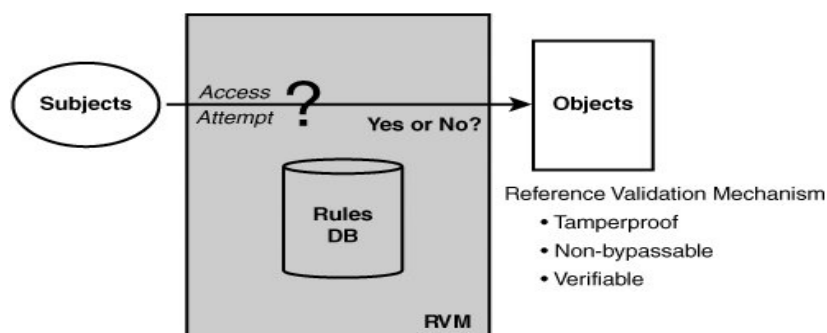 Subjects
Access
Attempt
?
Yes or No?
Objects
Rules
DB
RVM
Reference Validation Mechanism
• Tamperproof
• Non-bypassable
• Verifiable